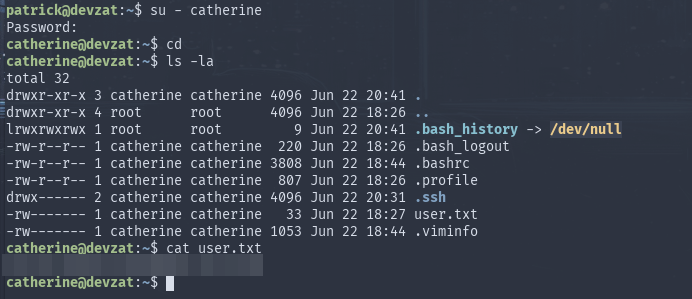 patrick@devzat:~$ su - catherine
Password:
catherine@devzat:~$ cd
catherine@devzat:~$ ls -la
total 32
drwxr-xr-x 3 catherine catherine 4096 Jun 22 20:41 .
drwxr-xr-x 4 root      root      4096 Jun 22 18:26 ..
lrwxrwxrwx 1 root      root         9 Jun 22 20:41 .bash_history -> /dev/null
-rw-r--r-- 1 catherine catherine  220 Jun 22 18:26 .bash_logout
-rw-r--r-- 1 catherine catherine 3808 Jun 22 18:44 .bashrc
-rw-r--r-- 1 catherine catherine  807 Jun 22 18:26 .profile
drwx------ 2 catherine catherine 4096 Jun 22 20:31 .ssh
-rw------- 1 catherine catherine   33 Jun 22 18:27 user.txt
-rw------- 1 catherine catherine 1053 Jun 22 18:44 .viminfo
catherine@devzat:~$ cat user.txt
catherine@devzat:~$